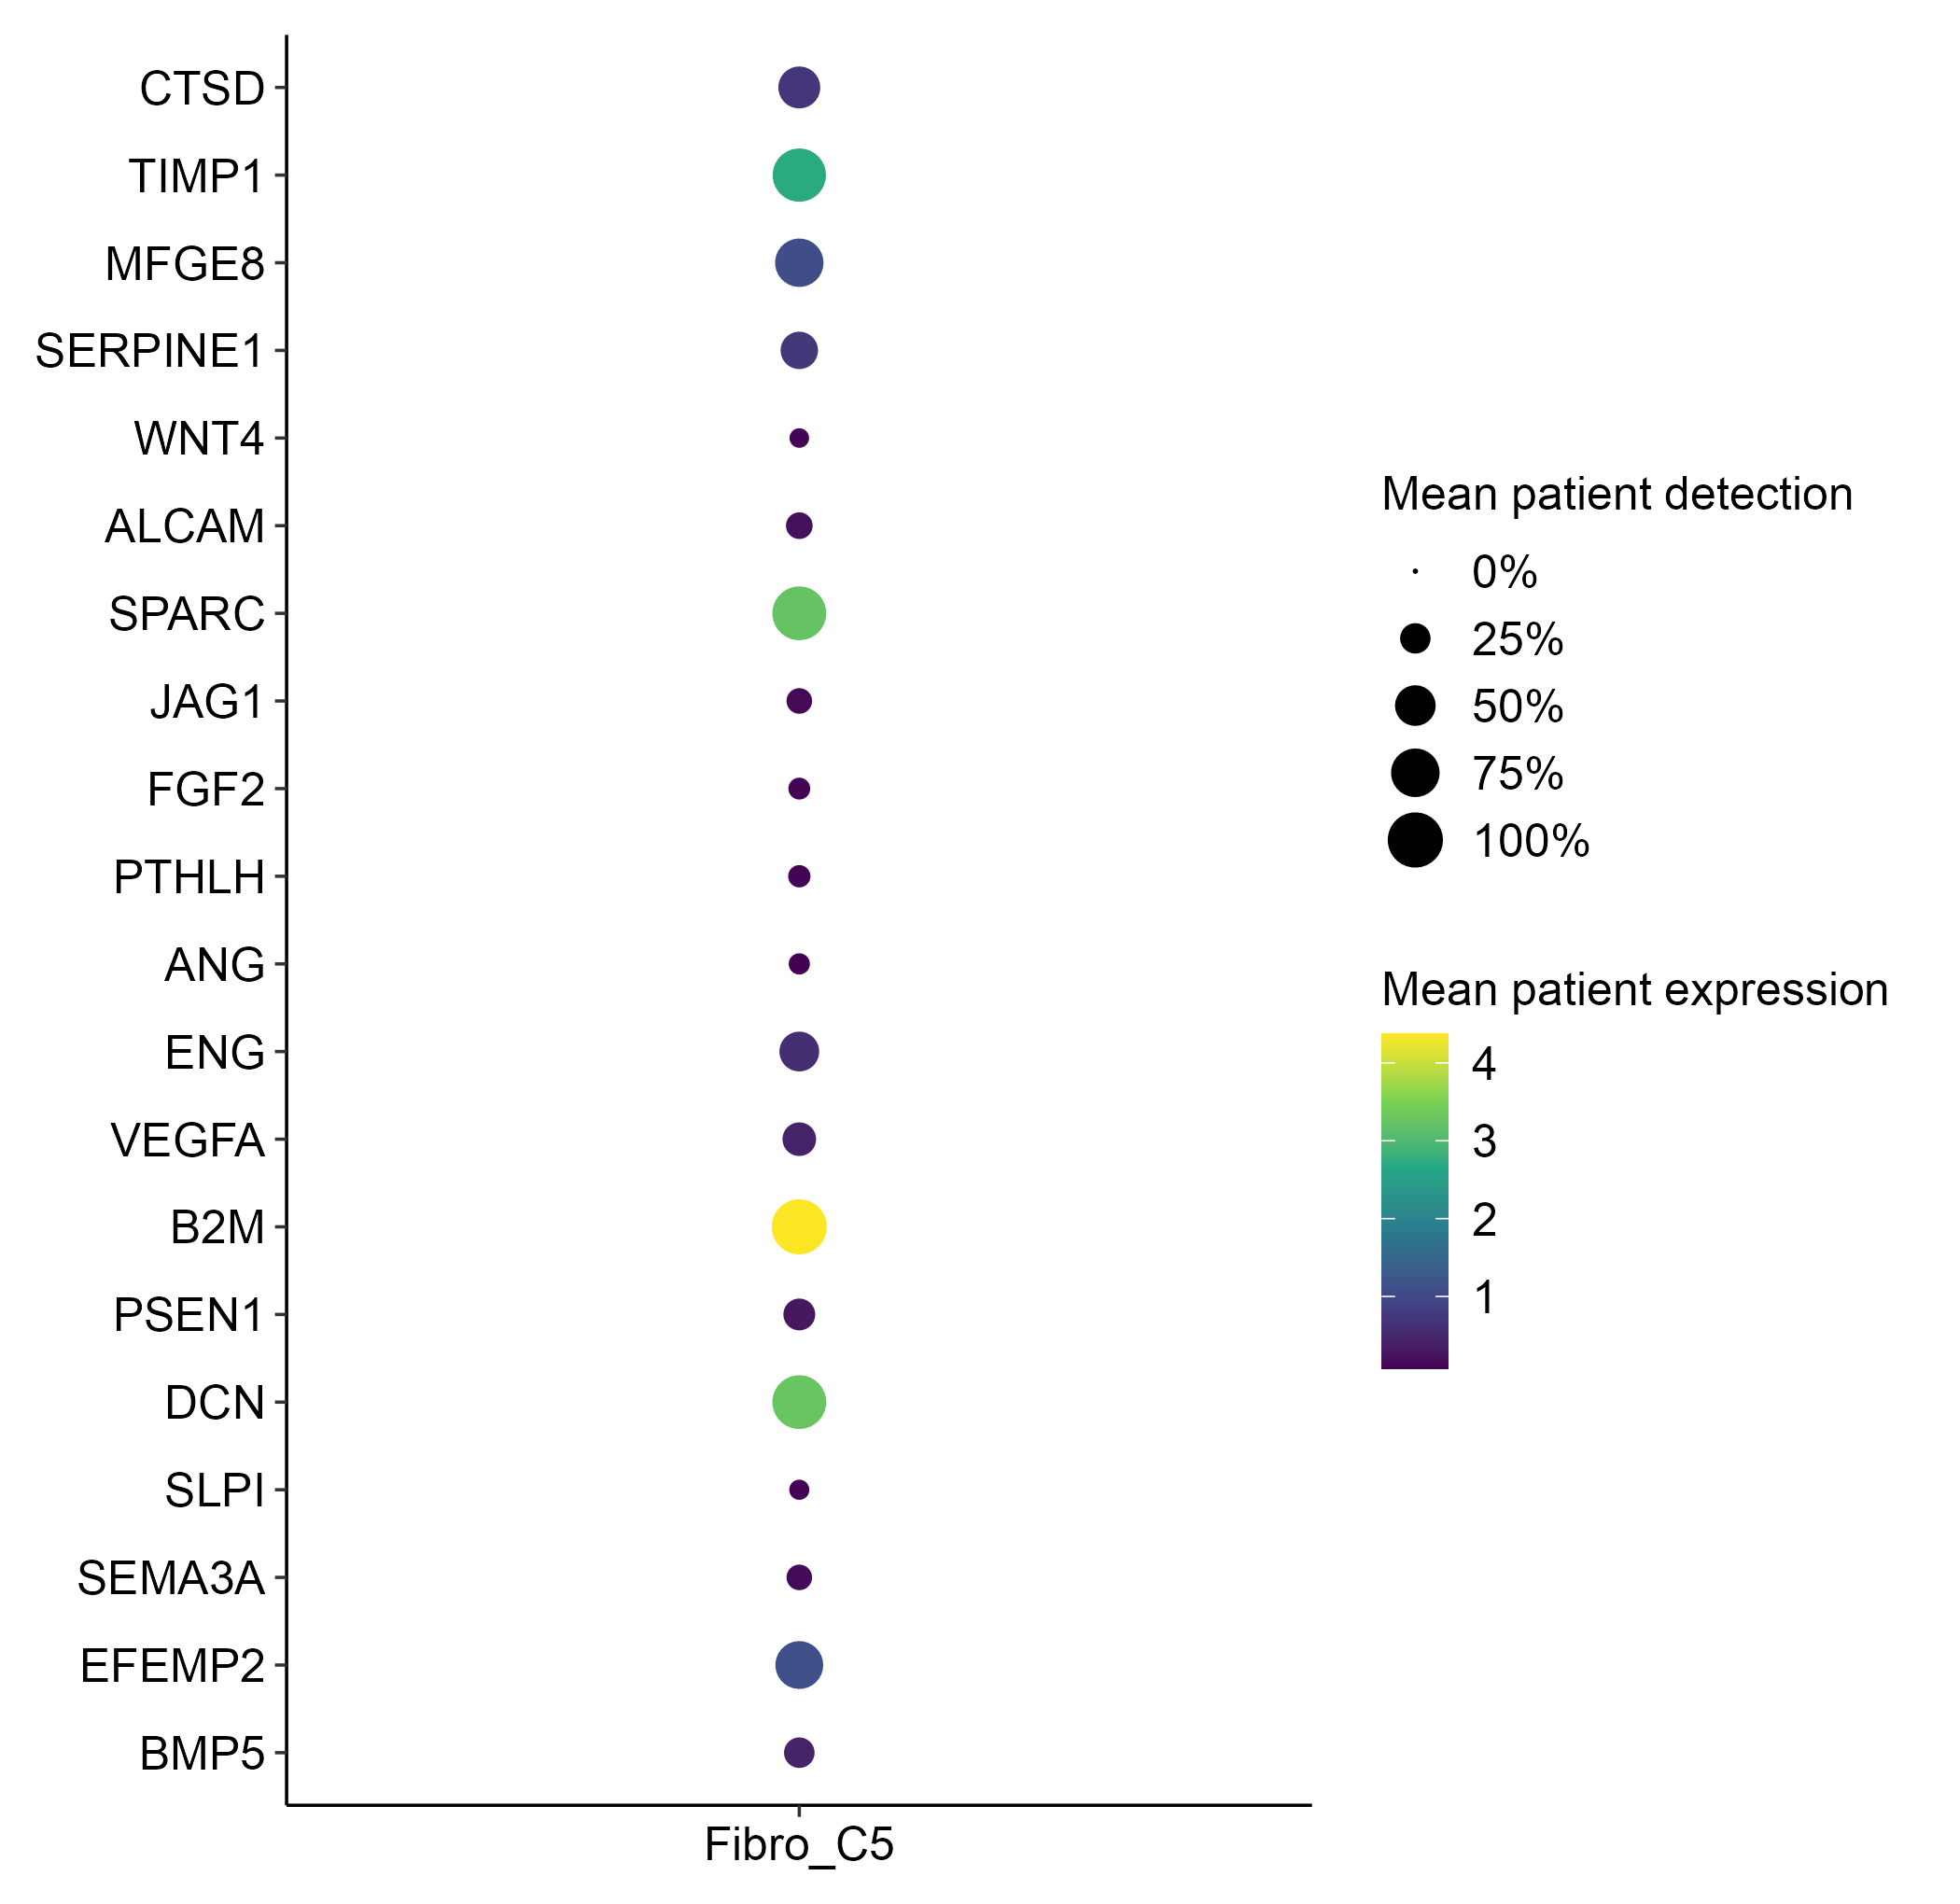 CTSD
TIMP1
MFGE8
SERPINE1
WNT4
ALCAM
SPARC
JAG1
FGF2
PTHLH
ANG
ENG
VEGFA
B2M
PSEN1
DCN
SLPI
SEMA3A
EFEMP2
BMP5
Fibro_C5
Mean patient detection
0%
25%
50%
75%
100%
Mean patient expression
4
3
2
1